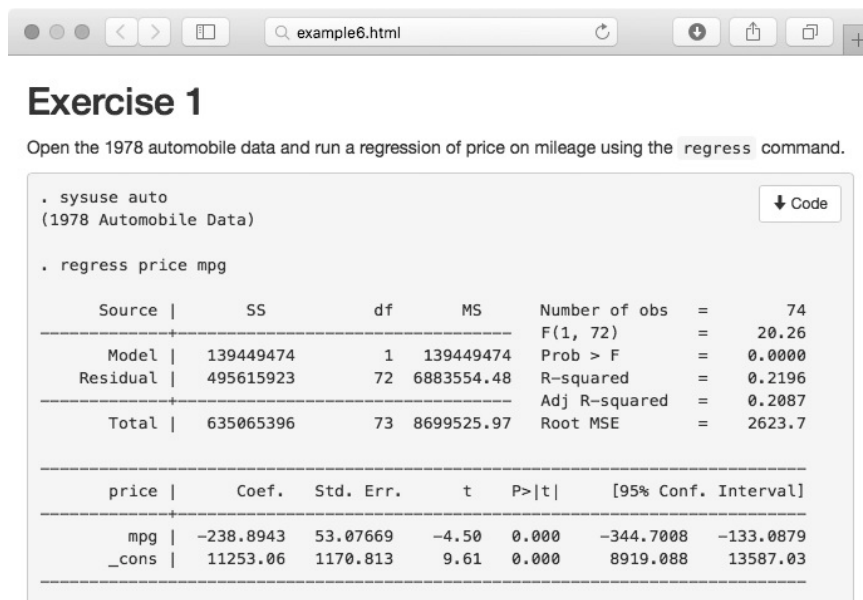 example6.html
Exercise 1
Open the 1978 automobile data and run a regression of price on mileage using the regress command.
Code
. sysuse auto
(1978 Automobile Data)
. regress price mpg
Source | SS df MS Number of obs = 74
F(1, 72) = 20.26
Model | 139449474 1 139449474 Prob > F = 0.0000
Residual | 495615923 72 6883554.48 R-squared = 0.2196
Adj R-squared = 0.2087
Total | 635065396 73 8699525.97 Root MSE = 2623.7
price | Coef. Std. Err. t P>|t| [95% Conf. Interval]
mpg | -238.8943 53.07669 -4.50 0.000 -344.7008 -133.0879
_cons | 11253.06 1170.813 9.61 0.000 8919.088 13587.03